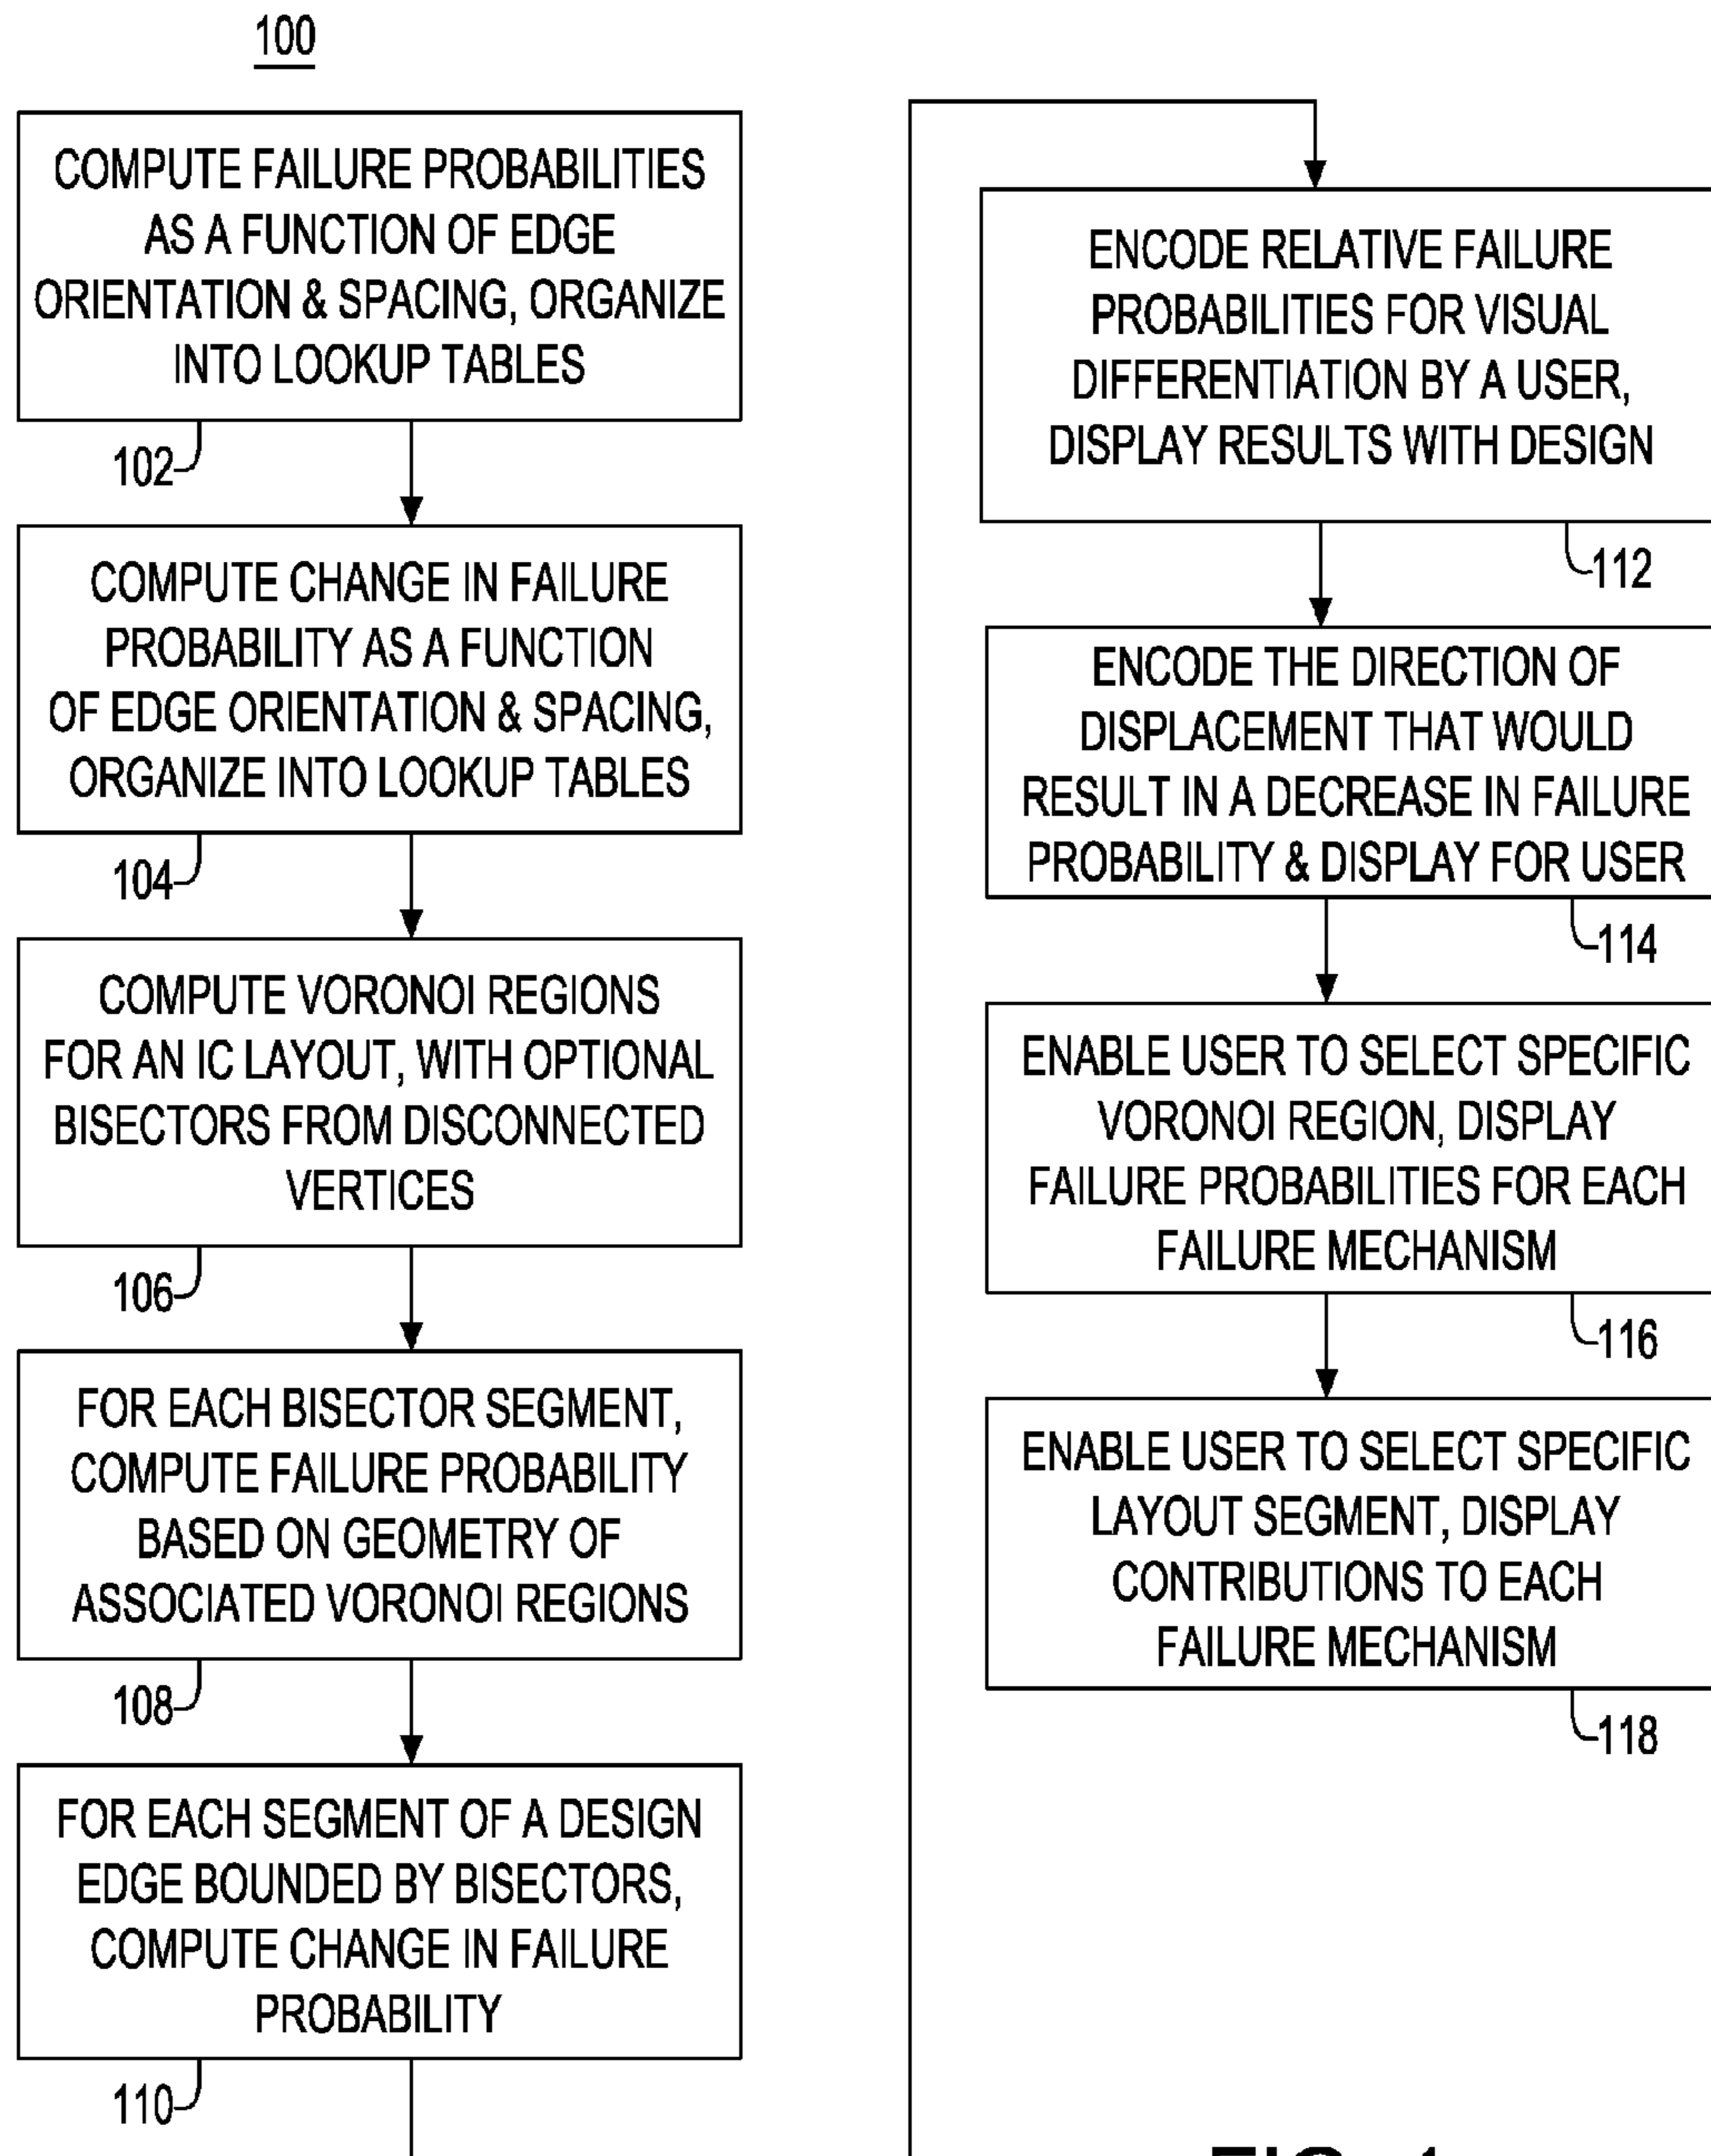 100
COMPUTE FAILURE PROBABILITIES
AS A FUNCTION OF EDGE
ORIENTATION & SPACING, ORGANIZE
INTO LOOKUP TABLES
102
COMPUTE CHANGE IN FAILURE
PROBABILITY AS A FUNCTION
OF EDGE ORIENTATION & SPACING,
ORGANIZE INTO LOOKUP TABLES
104
COMPUTE VORONOI REGIONS
FOR AN IC LAYOUT, WITH OPTIONAL
BISECTORS FROM DISCONNECTED
VERTICES
106
FOR EACH BISECTOR SEGMENT,
COMPUTE FAILURE PROBABILITY
BASED ON GEOMETRY OF
ASSOCIATED VORONOI REGIONS
108
FOR EACH SEGMENT OF A DESIGN
EDGE BOUNDED BY BISECTORS,
COMPUTE CHANGE IN FAILURE
PROBABILITY
110
ENCODE RELATIVE FAILURE
PROBABILITIES FOR VISUAL
DIFFERENTIATION BY A USER,
DISPLAY RESULTS WITH DESIGN
112
ENCODE THE DIRECTION OF
DISPLACEMENT THAT WOULD
RESULT IN A DECREASE IN FAILURE
PROBABILITY & DISPLAY FOR USER
114
ENABLE USER TO SELECT SPECIFIC
VORONOI REGION, DISPLAY
FAILURE PROBABILITIES FOR EACH
FAILURE MECHANISM
116
ENABLE USER TO SELECT SPECIFIC
LAYOUT SEGMENT, DISPLAY
CONTRIBUTIONS TO EACH
FAILURE MECHANISM
118